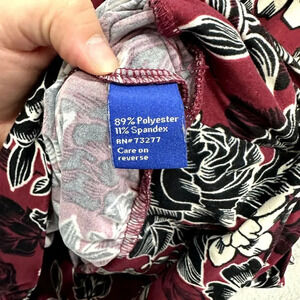 89% Polyester
11% Spandex
RN# 73277
Care on
reverse